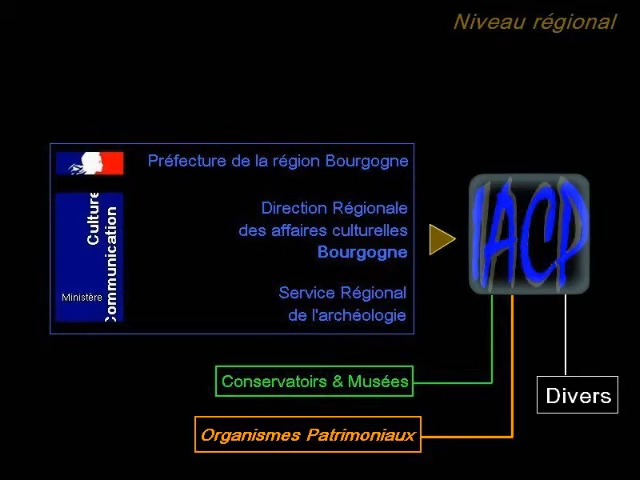 Niveau régional
Préfecture de la région Bourgogne
Ministère
Culture
Communication
Direction Régionale
des affaires culturelles
Bourgogne
Service Régional
de l'archéologie
IACP
Conservatoirs & Musées
Divers
Organismes Patrimoniaux